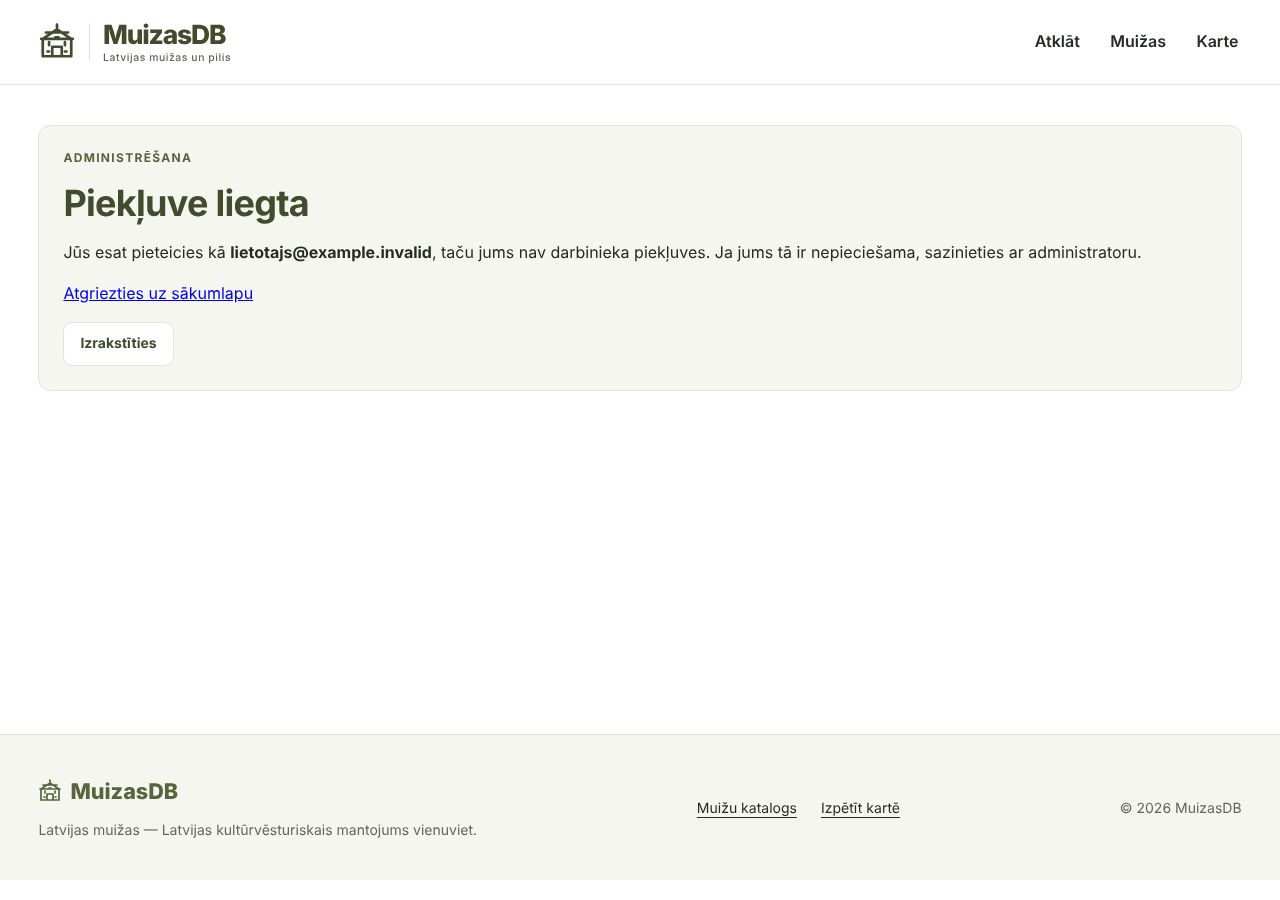 MuizasDB
Latvijas muižas un pilis
Atklāt
Muižas
Karte
ADMINISTRĒŠANA
Piekļuve liegta
Jūs esat pieteicies kā lietotajs@example.invalid, taču jums nav darbinieka piekļuves. Ja jums tā ir nepieciešama, sazinieties ar administratoru.
Atgriezties uz sākumlapu
Izrakstīties
MuizasDB
Latvijas muižas — Latvijas kultūrvēsturiskais mantojums vienuviet.
Muižu katalogs
Izpētīt kartē
© 2026 MuizasDB